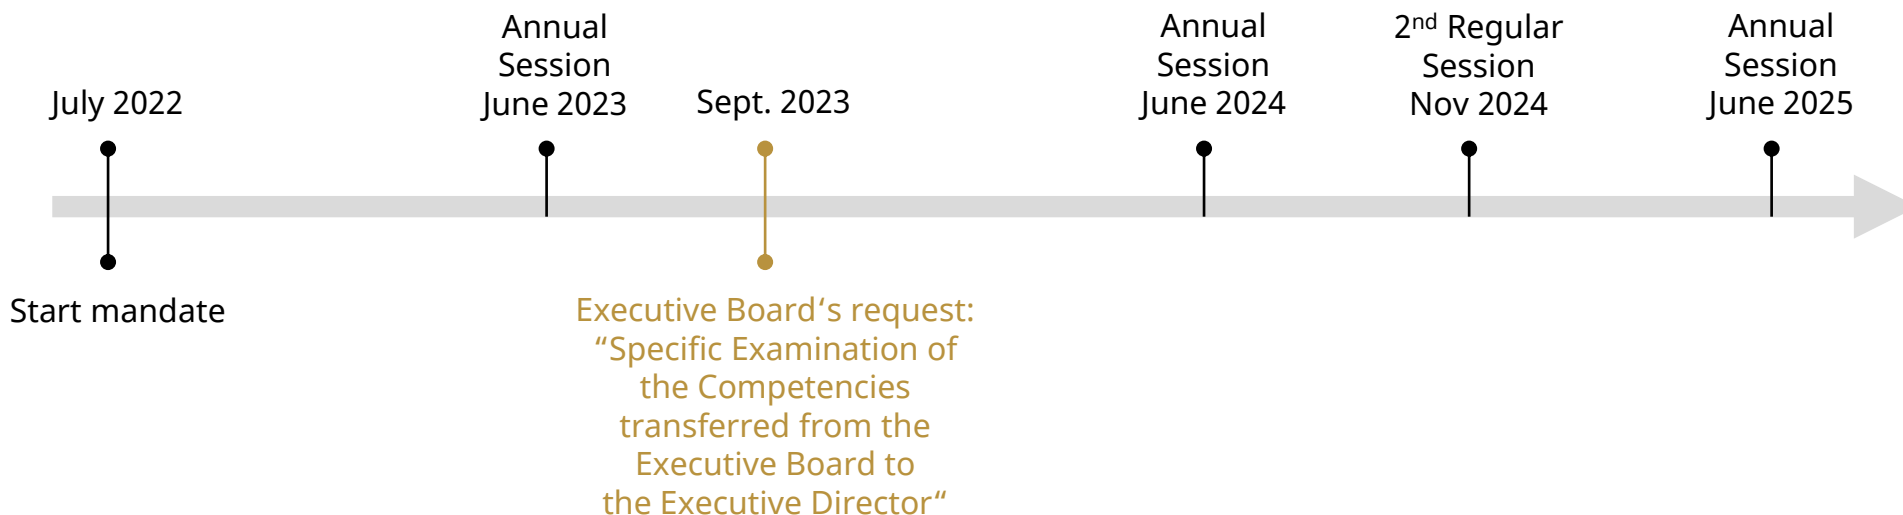 July 2022
Annual
Session
June 2023
Sept. 2023
Annual
Session
June 2024
2nd Regular
Session
Nov 2024
Annual
Session
June 2025
Start mandate
Executive Board‘s request:
“Specific Examination of
the Competencies
transferred from the
Executive Board to
the Executive Director“